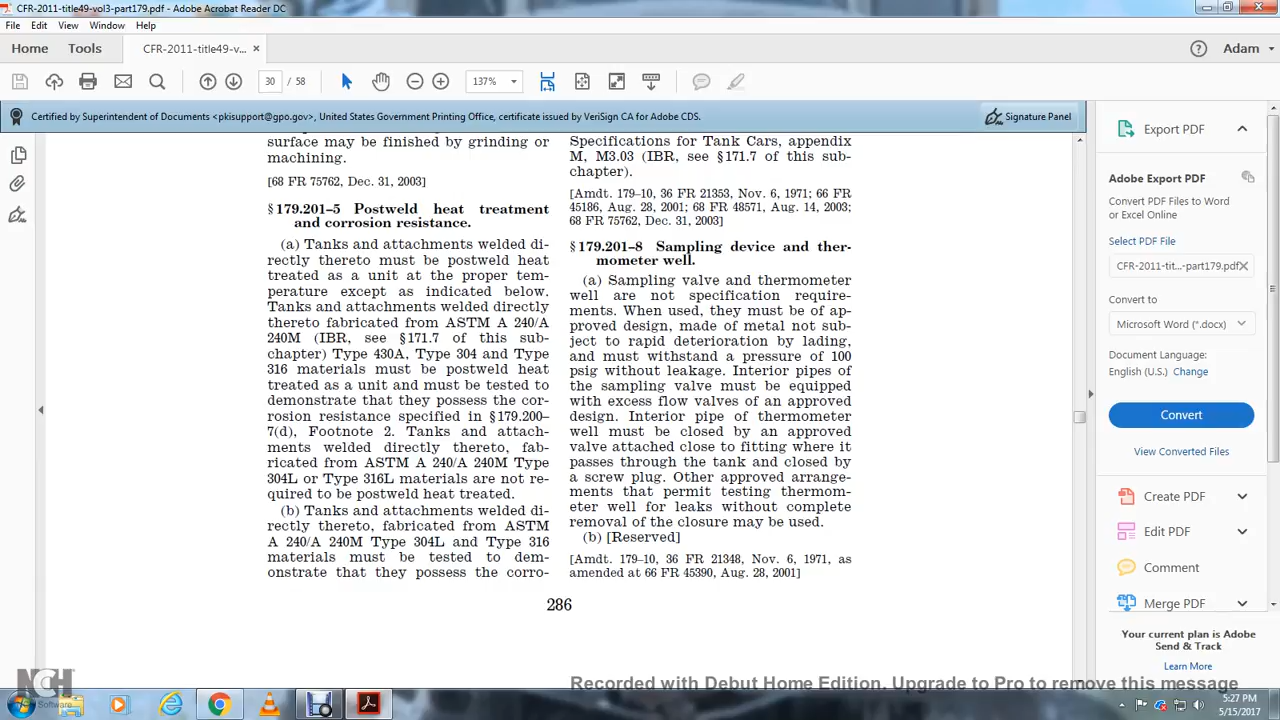 CFR-2011-title49-vol3-part179.pdf - Adobe Acrobat Reader DC
File Edit View Window Help
Home Tools CFR-2011-title49-v... × Adam
30 / 58 137%
Certified by Superintendent of Documents <pkisupport@gpo.gov>, United States Government Printing Office, certificate issued by VeriSign CA for Adobe CDS.
Signature Panel
surface may be finished by grinding or
machining.
[68 FR 75762, Dec. 31, 2003]
§ 179.201–5 Postweld heat treatment
and corrosion resistance.
(a) Tanks and attachments welded di-
rectly thereto must be postweld heat
treated as a unit at the proper tem-
perature except as indicated below.
Tanks and attachments welded directly
thereto fabricated from ASTM A 240/A
240M (IBR, see §171.7 of this sub-
chapter) Type 430A, Type 304 and Type
316 materials must be postweld heat
treated as a unit and must be tested to
demonstrate that they possess the cor-
rosion resistance specified in §179.200–
7(d), Footnote 2. Tanks and attach-
ments welded directly thereto, fab-
ricated from ASTM A 240/A 240M Type
304L or Type 316L materials are not re-
quired to be postweld heat treated.
(b) Tanks and attachments welded di-
rectly thereto, fabricated from ASTM
A 240/A 240M Type 304L and Type 316
materials must be tested to dem-
onstrate that they possess the corro-
Specifications for Tank Cars, appendix
M, M3.03 (IBR, see §171.7 of this sub-
chapter).
[Amdt. 179–10, 36 FR 21353, Nov. 6, 1971; 66 FR
45186, Aug. 28, 2001; 68 FR 48571, Aug. 14, 2003;
68 FR 75762, Dec. 31, 2003]
§ 179.201–8 Sampling device and ther-
mometer well.
(a) Sampling valve and thermometer
well are not specification require-
ments. When used, they must be of ap-
proved design, made of metal not sub-
ject to rapid deterioration by lading,
and must withstand a pressure of 100
psig without leakage. Interior pipes of
the sampling valve must be equipped
with excess flow valves of an approved
design. Interior pipe of thermometer
well must be closed by an approved
valve attached close to fitting where it
passes through the tank and closed by
a screw plug. Other approved arrange-
ments that permit testing thermom-
eter well for leaks without complete
removal of the closure may be used.
(b) [Reserved]
[Amdt. 179–10, 36 FR 21348, Nov. 6, 1971, as
amended at 66 FR 45390, Aug. 28, 2001]
286
Export PDF
Adobe Export PDF
Convert PDF Files to Word
or Excel Online
Select PDF File
CFR-2011-tit...-part179.pdf
Convert to
Microsoft Word (*.docx)
Document Language:
English (U.S.) Change
Convert
View Converted Files
Create PDF
Edit PDF
Comment
Merge PDF
Your current plan is Adobe
Send & Track
Learn More
NCH
Software
Recorded with Debut Home Edition. Upgrade to Pro to remove this message
5:27 PM
5/15/2017